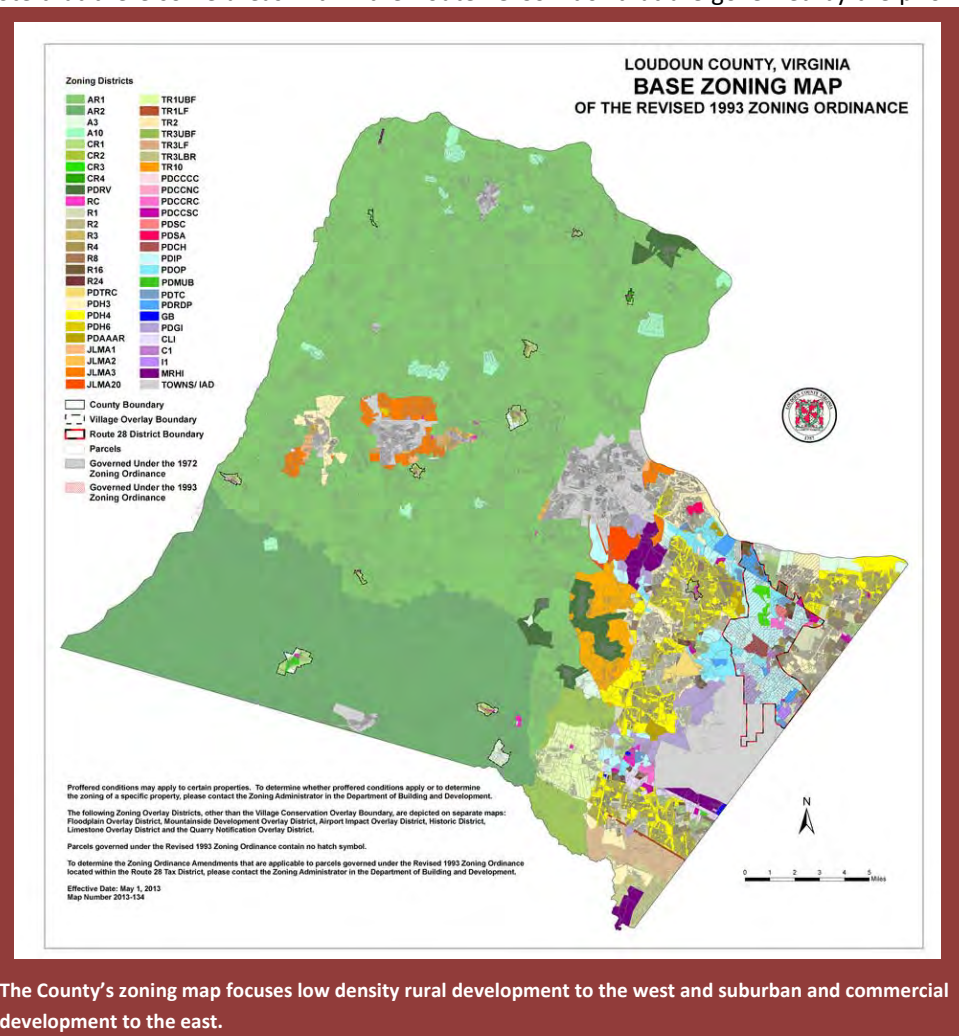 LOUDOUN COUNTY, VIRGINIA
BASE ZONING MAP
OF THE REVISED 1993 ZONING ORDINANCE
Zoning Districts
AR1
AR2
A3
A10
CR1
CR2
CR3
CR4
PDRV
RC
R1
R2
R3
R4
R8
R16
R24
PDTRC
PDH3
PDH4
PDH6
PDAAAR
JLMA1
JLMA2
JLMA3
JLMA20
TR1UBF
TR1LF
TR2
TR3UBF
TR3LF
TR3LBR
TR10
PDCCCC
PDCCNC
PDCCRC
PDCCSC
PDSC
PDSA
PDCH
PDIP
PDOP
PDMUB
PDTC
PDRDP
GB
PDGI
CLI
C1
I1
MRHI
TOWNS/ IAD
County Boundary
Village Overlay Boundary
Route 28 District Boundary
Parcels
Governed Under the 1972
Zoning Ordinance
Governed Under the 1993
Zoning Ordinance
Proffered conditions may apply to certain properties. To determine whether proffered conditions apply or to determine
the zoning of a specific property, please contact the Zoning Administrator in the Department of Building and Development.
The following Zoning Overlay Districts, other than the Village Conservation Overlay Boundary, are depicted on separate maps:
Floodplain Overlay District, Mountainside Development Overlay District, Airport Impact Overlay District, Historic District,
Limestone Overlay District and the Quarry Notification Overlay District.
Parcels governed under the Revised 1993 Zoning Ordinance contain no hatch symbol.
To determine the Zoning Ordinance Amendments that are applicable to parcels governed under the Revised 1993 Zoning Ordinance
located within the Route 28 Tax District, please contact the Zoning Administrator in the Department of Building and Development.
Effective Date: May 1, 2013
Map Number 2013-134
N
0 1 2 3 4 5
Miles
The County's zoning map focuses low density rural development to the west and suburban and commercial
development to the east.